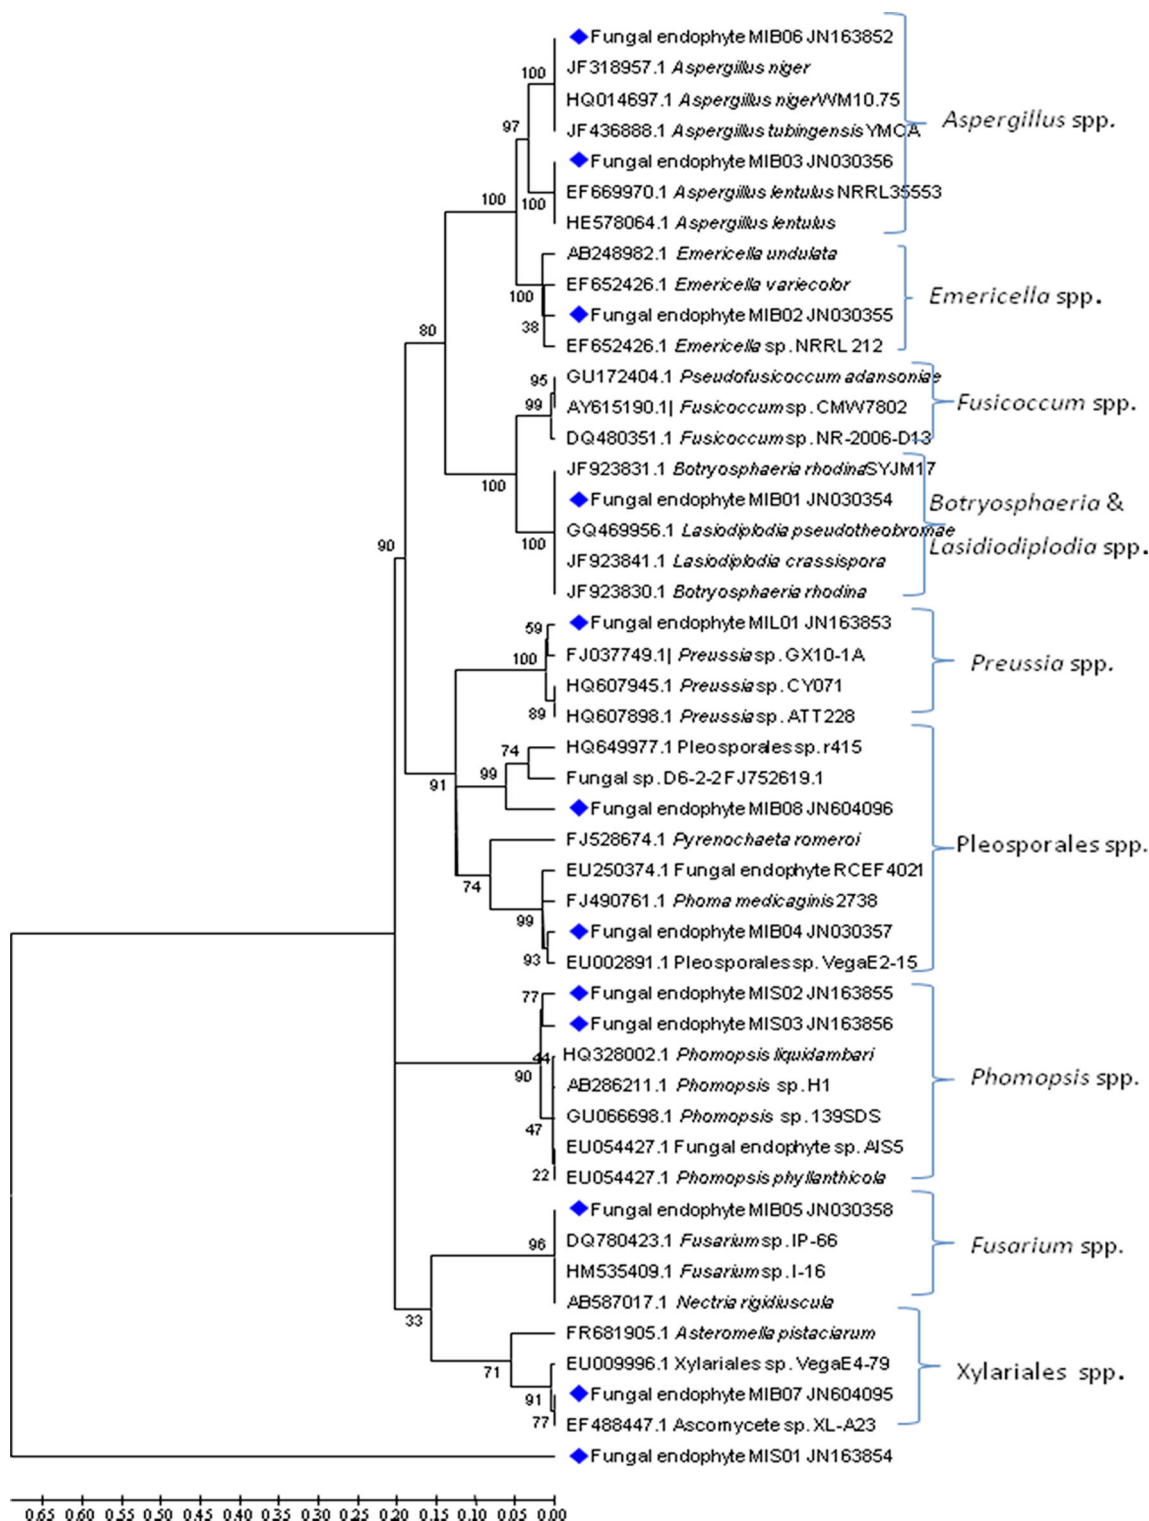 Fungal endophyte MIB06 JN163852
JF318957.1 Aspergillus niger
HQ014697.1 Aspergillus niger WM10.75
JF436888.1 Aspergillus tubingensis YMCA
Fungal endophyte MIB03 JN030356
EF669970.1 Aspergillus lentulus NRRL35553
HE578064.1 Aspergillus lentulus
Aspergillus spp.
AB248982.1 Emericella undulata
EF652426.1 Emericella variecolor
Fungal endophyte MIB02 JN030355
EF652426.1 Emericella sp. NRRL 212
Emericella spp.
GU172404.1 Pseudofusicoccum adansoniae
AY615190.1| Fusicoccum sp. CMW7802
DQ480351.1 Fusicoccum sp. NR-2006-D13
Fusicoccum spp.
JF923831.1 Botryosphaeria rhodina SYJM17
Fungal endophyte MIB01 JN030354
GQ469956.1 Lasiodiplodia pseudotheobromae
JF923841.1 Lasiodiplodia crassispora
JF923830.1 Botryosphaeria rhodina
Botryosphaeria &
Lasidiodiplodia spp.
Fungal endophyte MIL01 JN163853
FJ037749.1| Preussia sp. GX10-1A
HQ607945.1 Preussia sp. CY071
HQ607898.1 Preussia sp. ATT228
Preussia spp.
HQ649977.1 Pleosporales sp. r415
Fungal sp. D6-2-2 FJ752619.1
Fungal endophyte MIB08 JN604096
FJ528674.1 Pyrenochaeta romeroi
EU250374.1 Fungal endophyte RCEF4021
FJ490761.1 Phoma medicaginis 2738
Fungal endophyte MIB04 JN030357
EU002891.1 Pleosporales sp. VegaE2-15
Pleosporales spp.
Fungal endophyte MIS02 JN163855
Fungal endophyte MIS03 JN163856
HQ328002.1 Phomopsis liquidambari
AB286211.1 Phomopsis sp. H1
GU066698.1 Phomopsis sp. 139SDS
EU054427.1 Fungal endophyte sp. AIS5
EU054427.1 Phomopsis phyllanthicola
Phomopsis spp.
Fungal endophyte MIB05 JN030358
DQ780423.1 Fusarium sp. IP-66
HM535409.1 Fusarium sp. I-16
AB587017.1 Nectria rigidiuscula
Fusarium spp.
FR681905.1 Asteromella pistaciarum
EU009996.1 Xylariales sp. VegaE4-79
Fungal endophyte MIB07 JN604095
EF488447.1 Ascomycete sp. XL-A23
Xylariales spp.
Fungal endophyte MIS01 JN163854
100
97
100
100
100
38
80
95
99
100
100
90
59
100
89
74
99
91
74
99
93
77
44
90
47
22
96
33
71
91
77
0.65 0.60 0.55 0.50 0.45 0.40 0.35 0.30 0.25 0.20 0.15 0.10 0.05 0.00